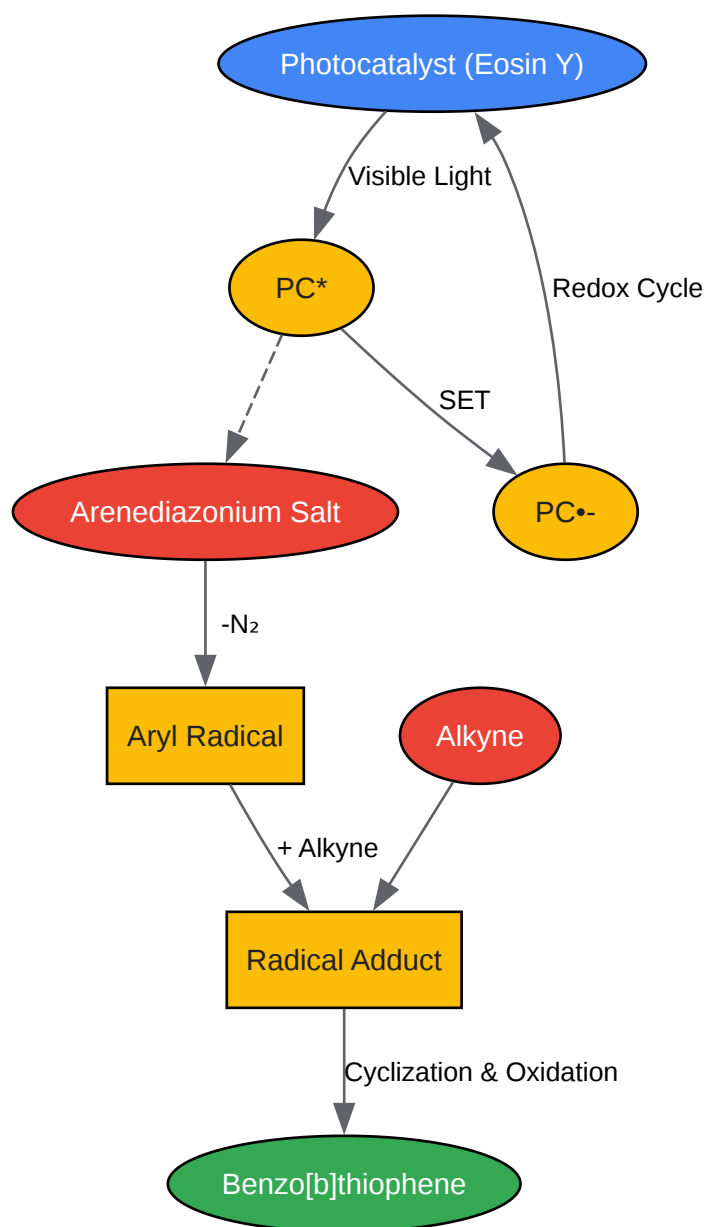 Photocatalyst (Eosin Y)
Visible Light
PC*
Redox Cycle
SET
Arenediazonium Salt
PC•-
-N₂
Aryl Radical
Alkyne
+ Alkyne
Radical Adduct
Cyclization & Oxidation
Benzo[b]thiophene